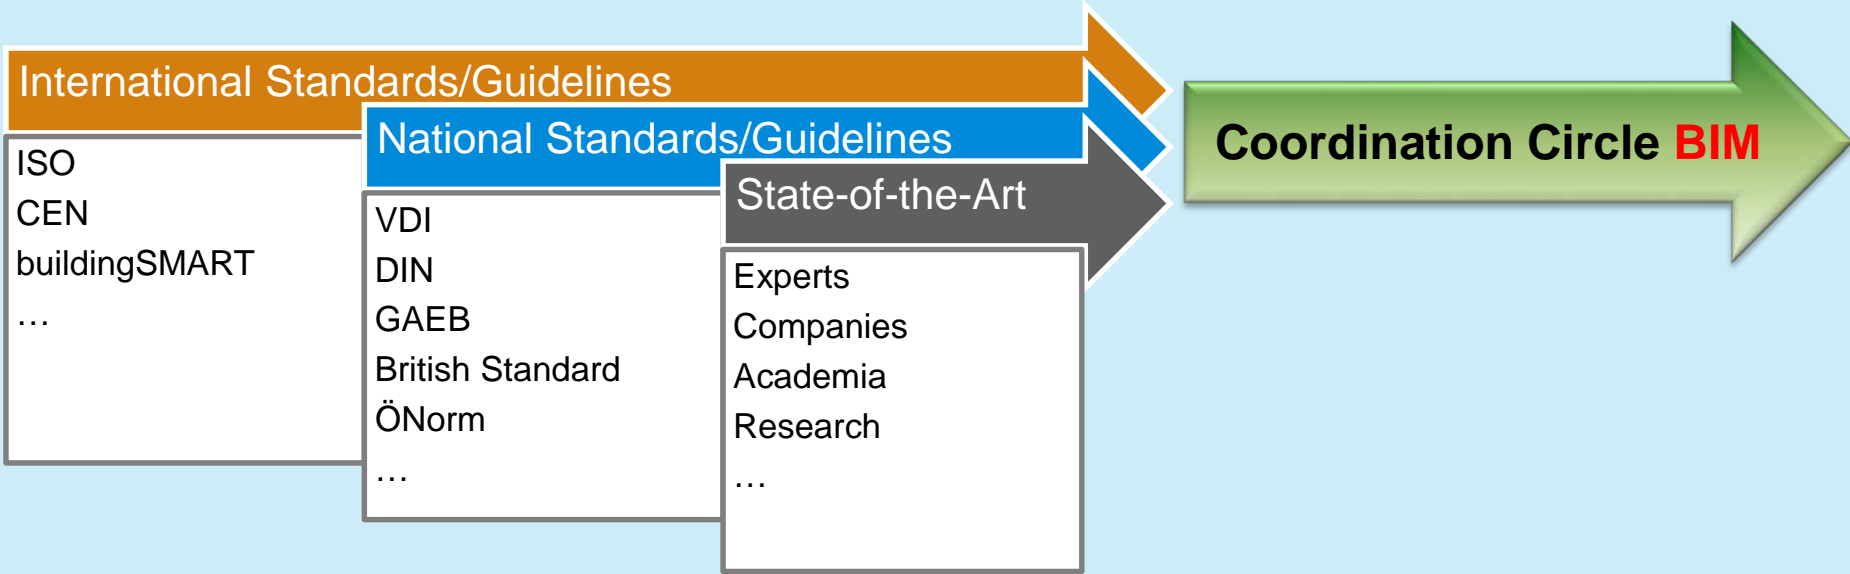 International Standards/Guidelines
ISO
CEN
buildingSMART
…
National Standards/Guidelines
VDI
DIN
GAEB
British Standard
ÖNorm
…
State-of-the-Art
Experts
Companies
Academia
Research
…
Coordination Circle BIM